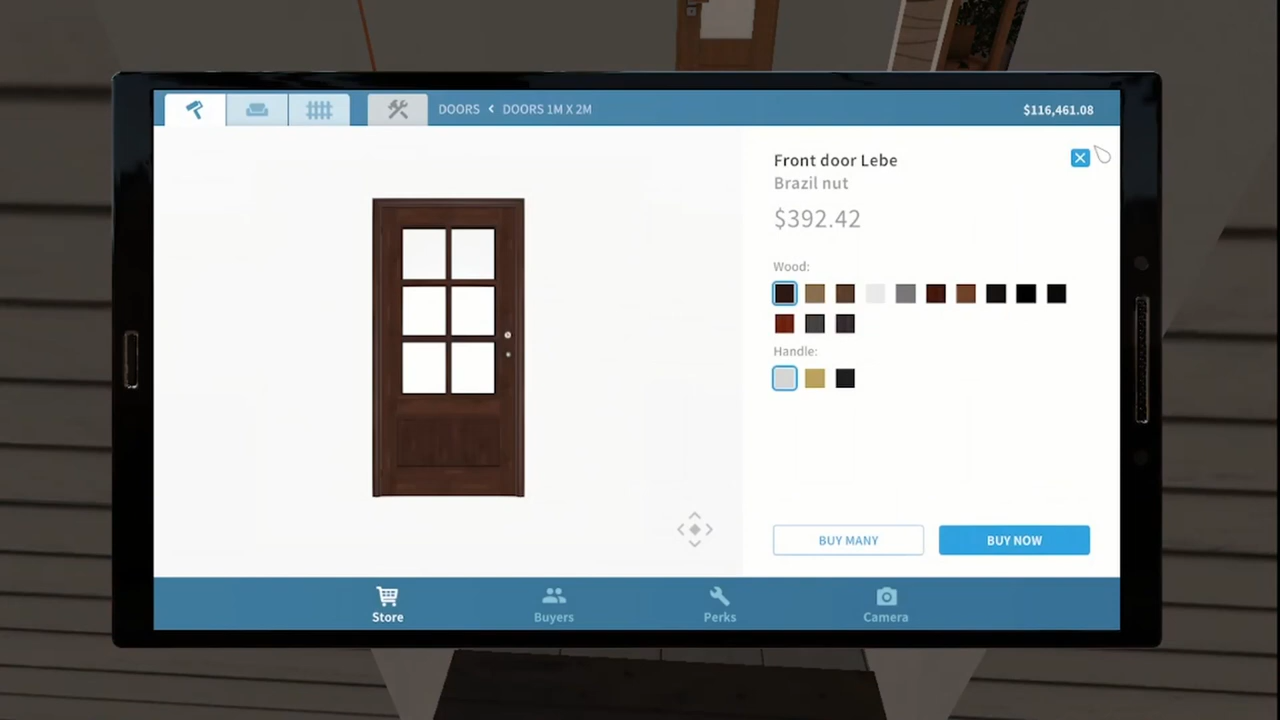 DOORS < DOORS 1M X 2M
$116,461.08
Front door Lebe
Brazil nut
$392.42
Wood:
Handle:
BUY MANY
BUY NOW
Store
Buyers
Perks
Camera